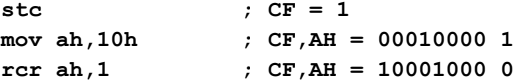 stc ; CF = 1
mov ah,10h ; CF,AH = 00010000 1
rcr ah,1 ; CF,AH = 10001000 0